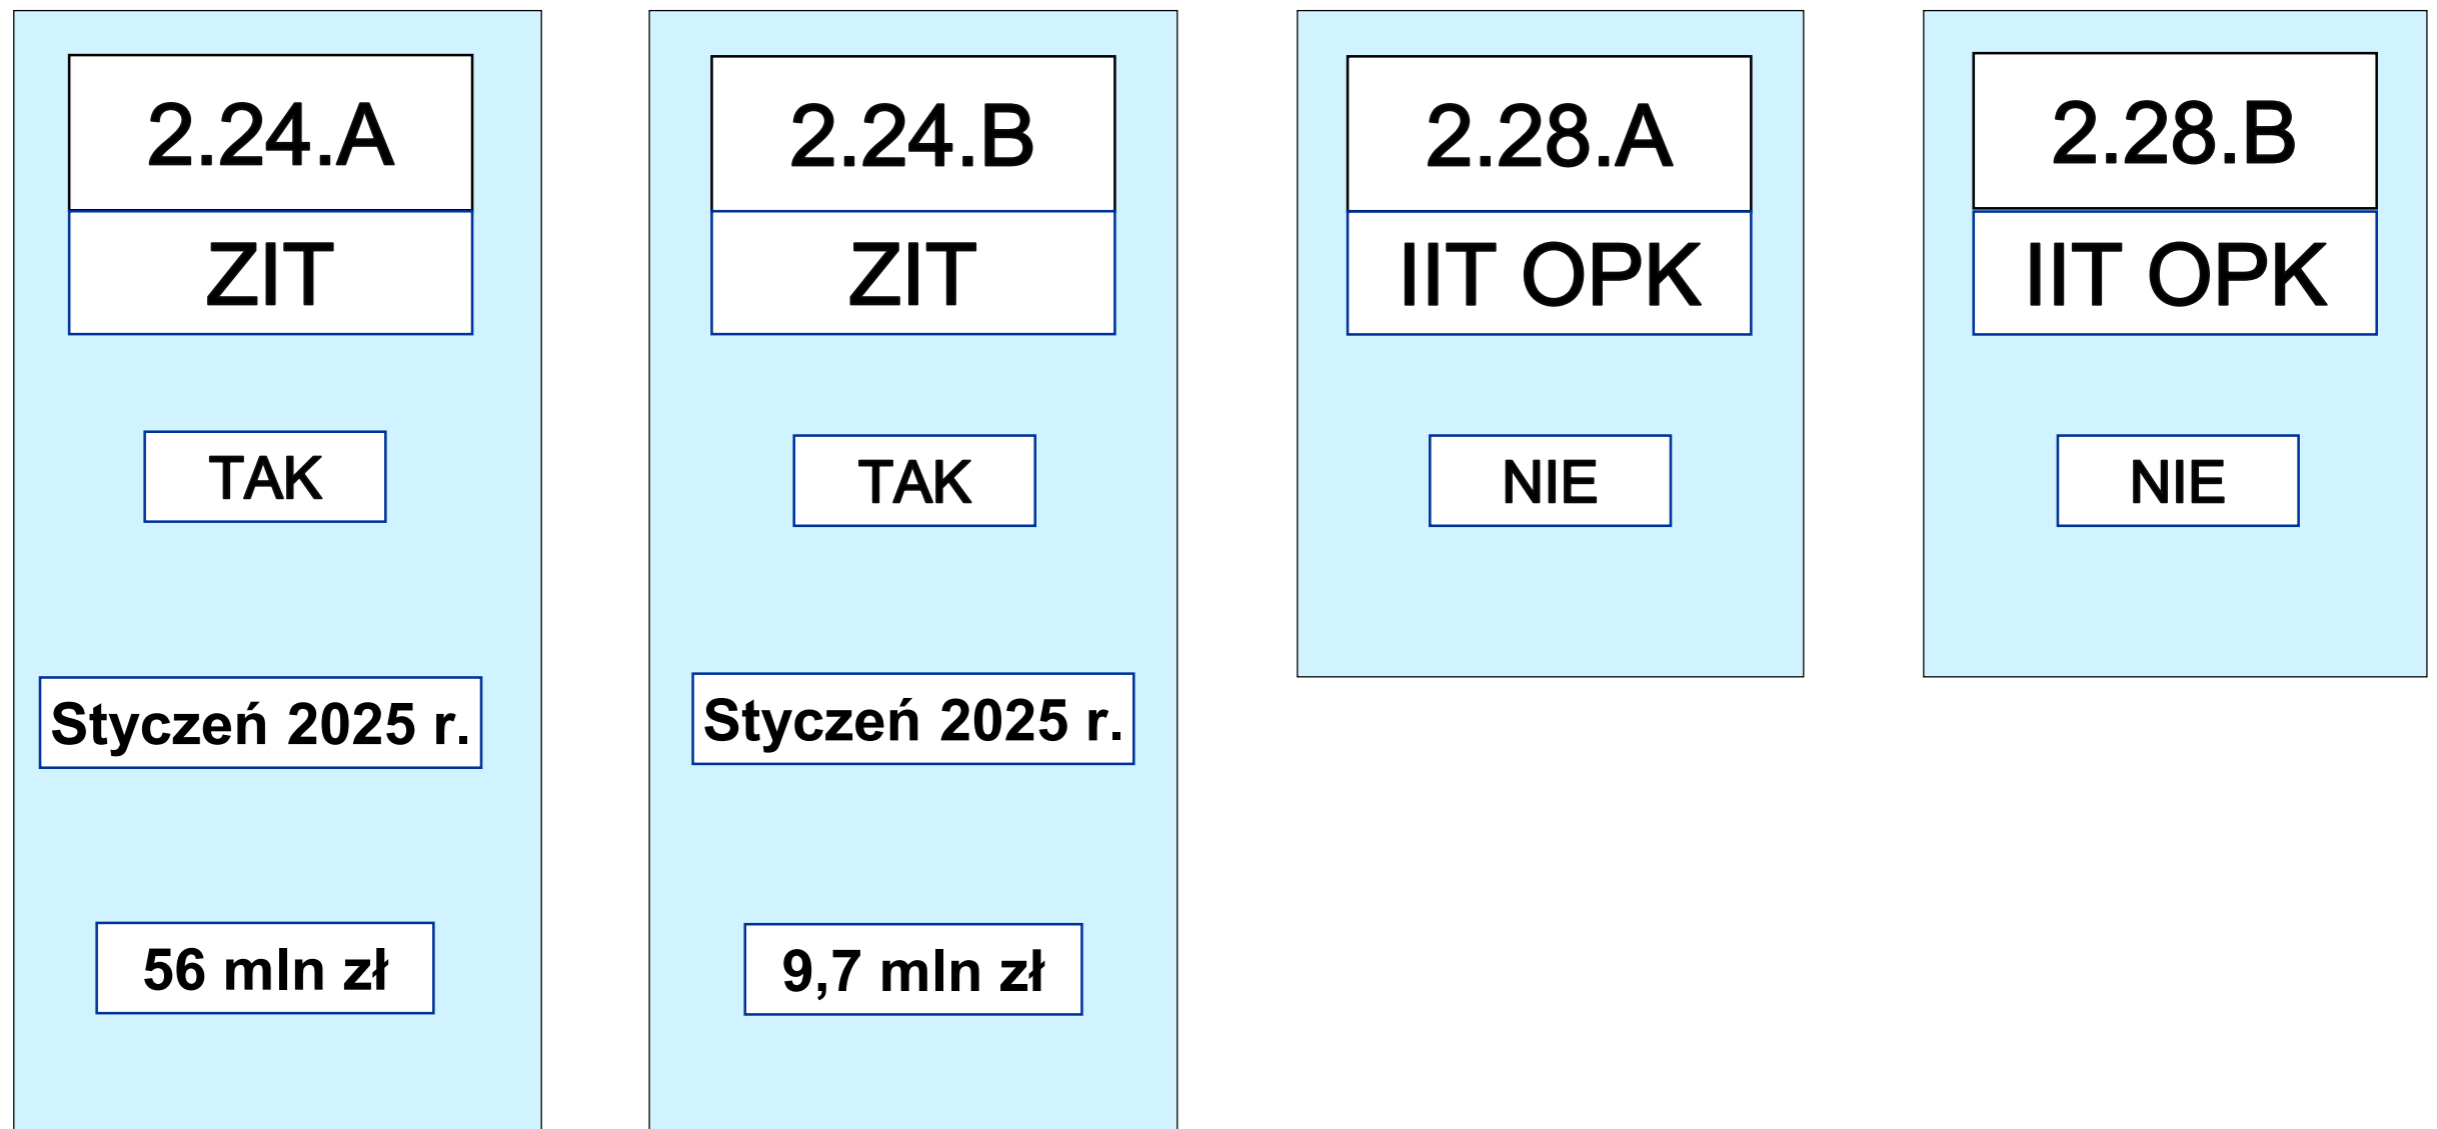 2.24.A
ZIT
TAK
Styczeń 2025 r.
56 mln zł
2.24.B
ZIT
TAK
Styczeń 2025 r.
9,7 mln zł
2.28.A
IIT OPK
NIE
2.28.B
IIT OPK
NIE